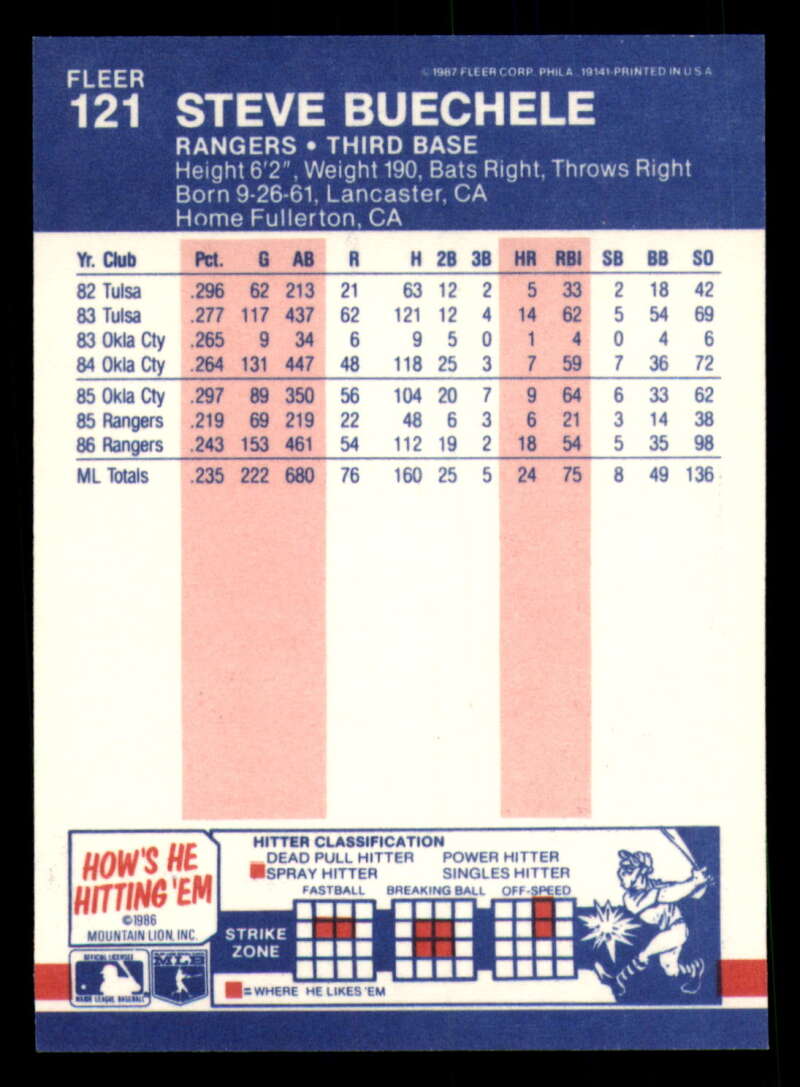 FLEER
121
© 1987 FLEER CORP. PHILA. 19141-PRINTED IN U S A
STEVE BUECHELE
RANGERS • THIRD BASE
Height 6'2", Weight 190, Bats Right, Throws Right
Born 9-26-61, Lancaster, CA
Home Fullerton, CA
Yr. Club Pct. G AB R H 2B 3B HR RBI SB BB SO
82 Tulsa .296 62 213 21 63 12 2 5 33 2 18 42
83 Tulsa .277 117 437 62 121 12 4 14 62 5 54 69
83 Okla Cty .265 9 34 6 9 5 0 1 4 0 4 6
84 Okla Cty .264 131 447 48 118 25 3 7 59 7 36 72
85 Okla Cty .297 89 350 56 104 20 7 9 64 6 33 62
85 Rangers .219 69 219 22 48 6 3 6 21 3 14 38
86 Rangers .243 153 461 54 112 19 2 18 54 5 35 98
ML Totals .235 222 680 76 160 25 5 24 75 8 49 136
HOW'S HE
HITTING 'EM
©1986
MOUNTAIN LION, INC.
HITTER CLASSIFICATION
DEAD PULL HITTER POWER HITTER
SPRAY HITTER SINGLES HITTER
FASTBALL BREAKING BALL OFF-SPEED
STRIKE
ZONE
=WHERE HE LIKES 'EM
OFFICIAL LICENSEE
MAJOR LEAGUE BASEBALL
MLB